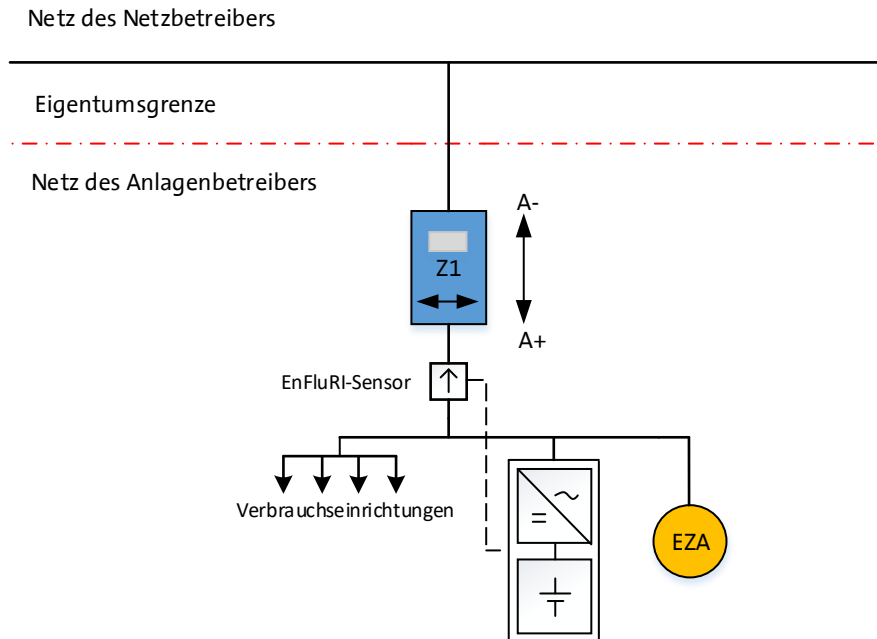 Netz des Netzbetreibers
Eigentumsgrenze
Netz des Anlagenbetreibers
A-
Z1
A+
EnFluRI-Sensor
Verbrauchseinrichtungen
EZA